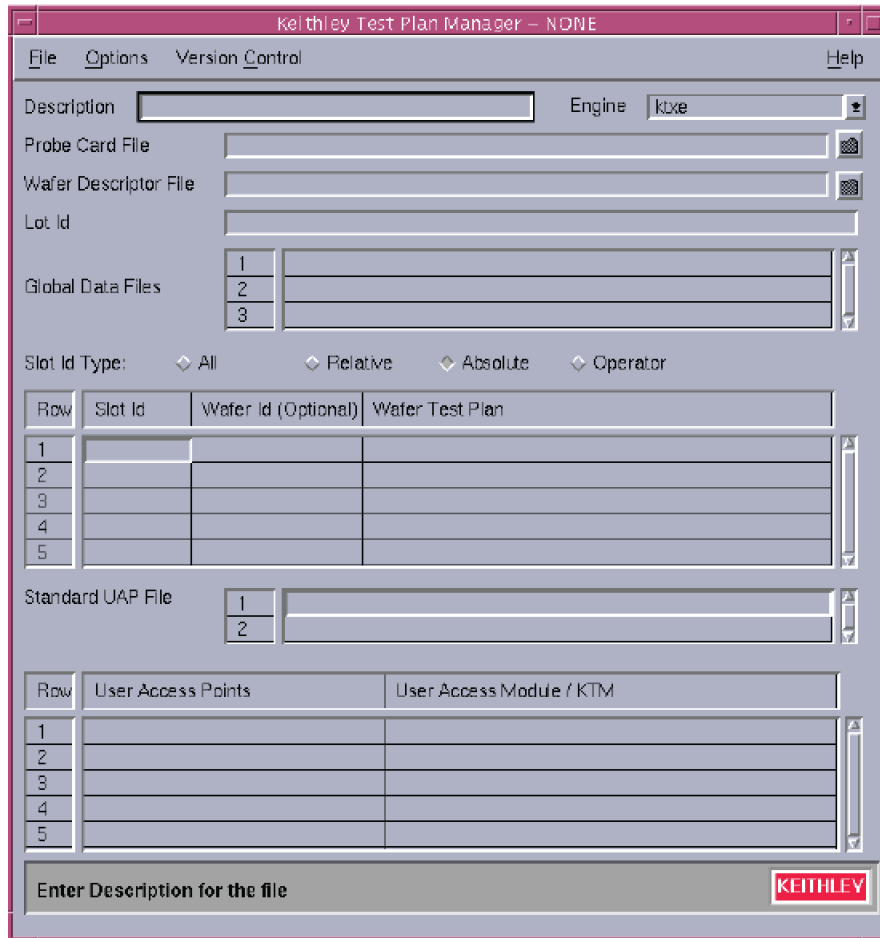 Keithley Test Plan Manager – NONE
File Options Version Control Help
Description Engine ktxe
Probe Card File
Wafer Descriptor File
Lot Id
Global Data Files
1
2
3
Slot Id Type: All Relative Absolute Operator
Row Slot Id Wafer Id (Optional) Wafer Test Plan
1
2
3
4
5
Standard UAP File
1
2
Row User Access Points User Access Module / KTM
1
2
3
4
5
Enter Description for the file KEITHLEY